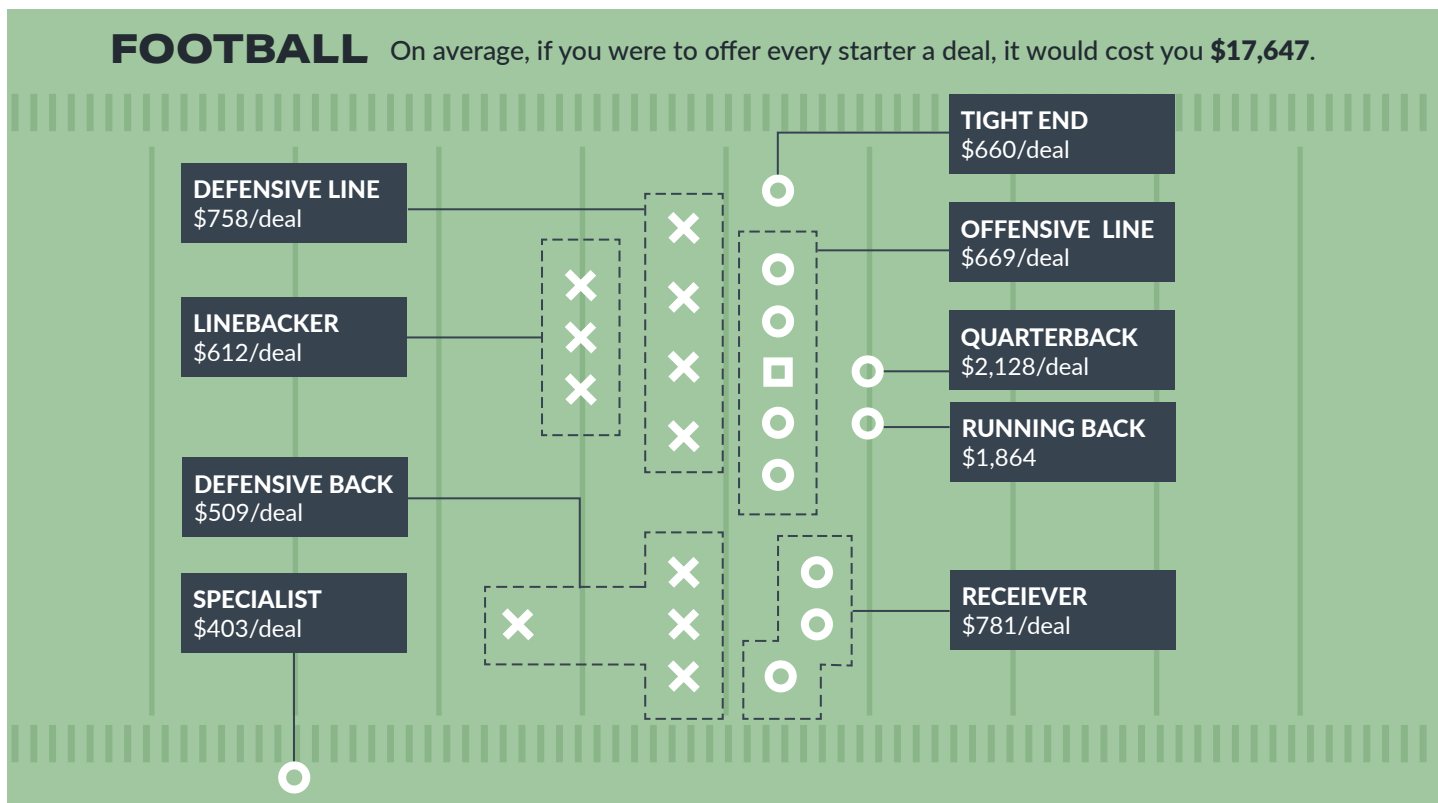 FOOTBALL On average, if you were to offer every starter a deal, it would cost you $17,647.
TIGHT END
$660/deal
DEFENSIVE LINE
$758/deal
OFFENSIVE LINE
$669/deal
LINEBACKER
$612/deal
QUARTERBACK
$2,128/deal
RUNNING BACK
$1,864
DEFENSIVE BACK
$509/deal
SPECIALIST
$403/deal
RECEIEVER
$781/deal